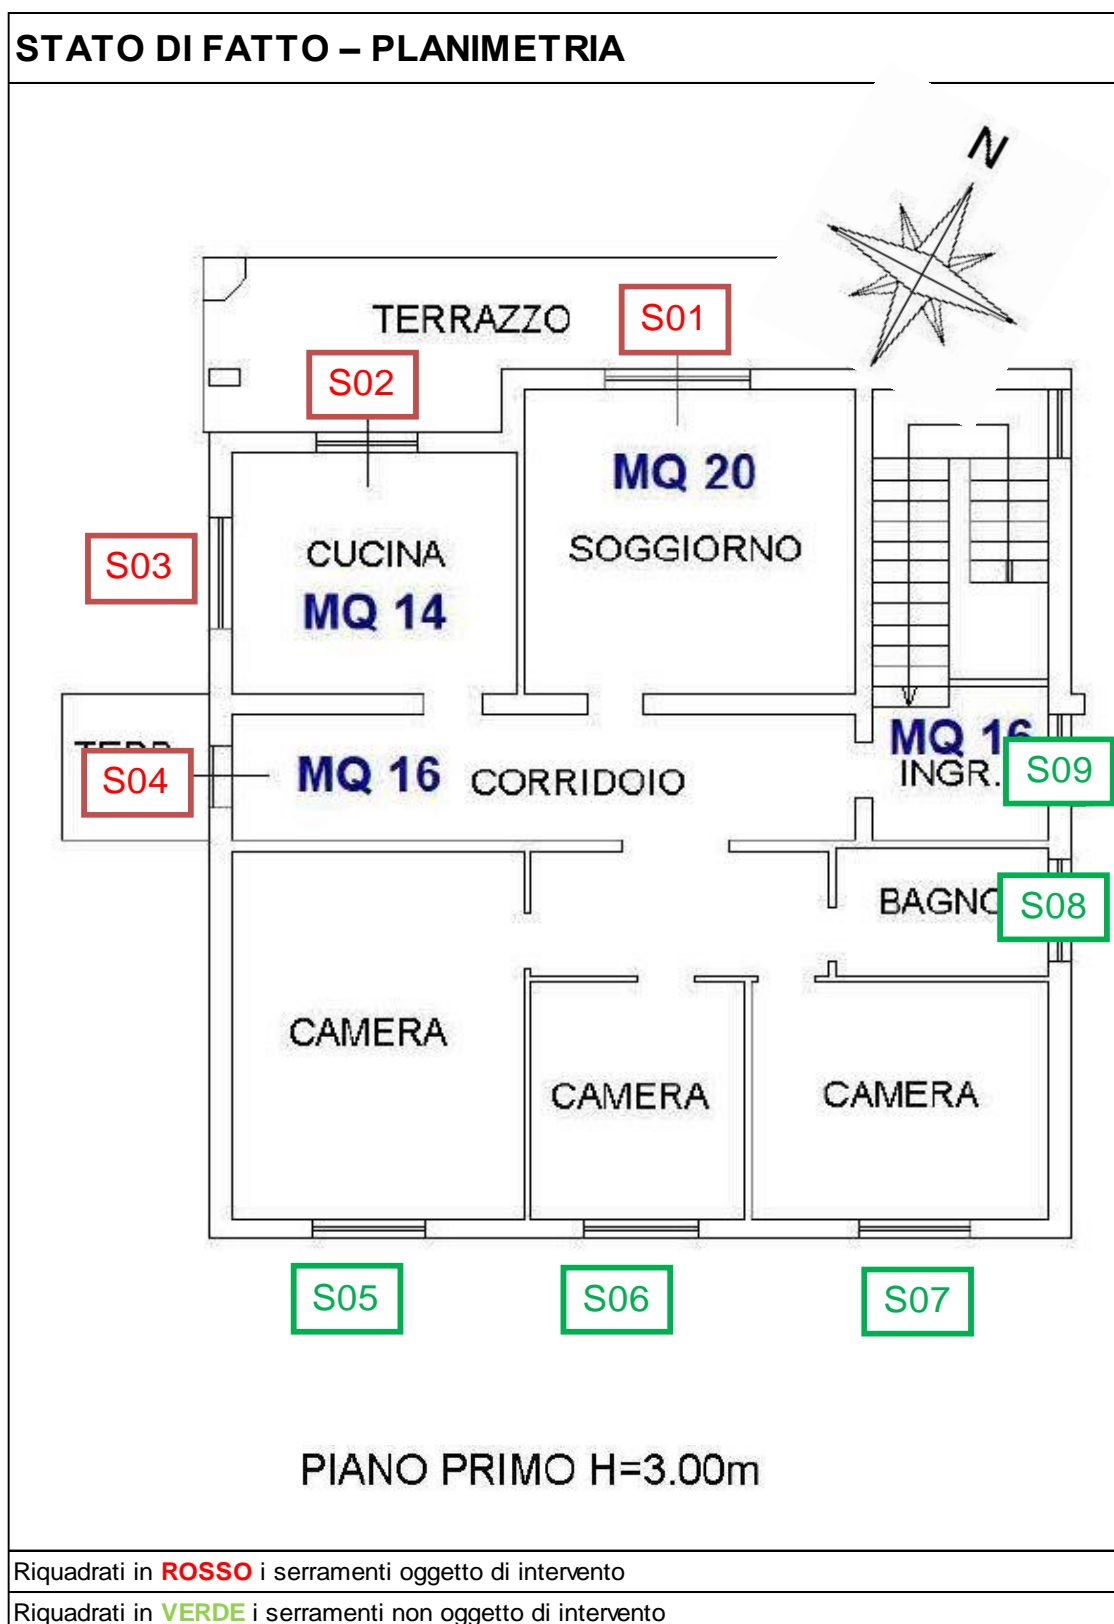 STATO DI FATTO – PLANIMETRIA
N
TERRAZZO
S01
S02
MQ 20
SOGGIORNO
S03
CUCINA
MQ 14
MQ 16
INGR.
S09
S04
MQ 16
CORRIDOIO
BAGNO
S08
CAMERA
CAMERA
CAMERA
S05
S06
S07
PIANO PRIMO H=3.00m
Riquadrati in ROSSO i serramenti oggetto di intervento
Riquadrati in VERDE i serramenti non oggetto di intervento